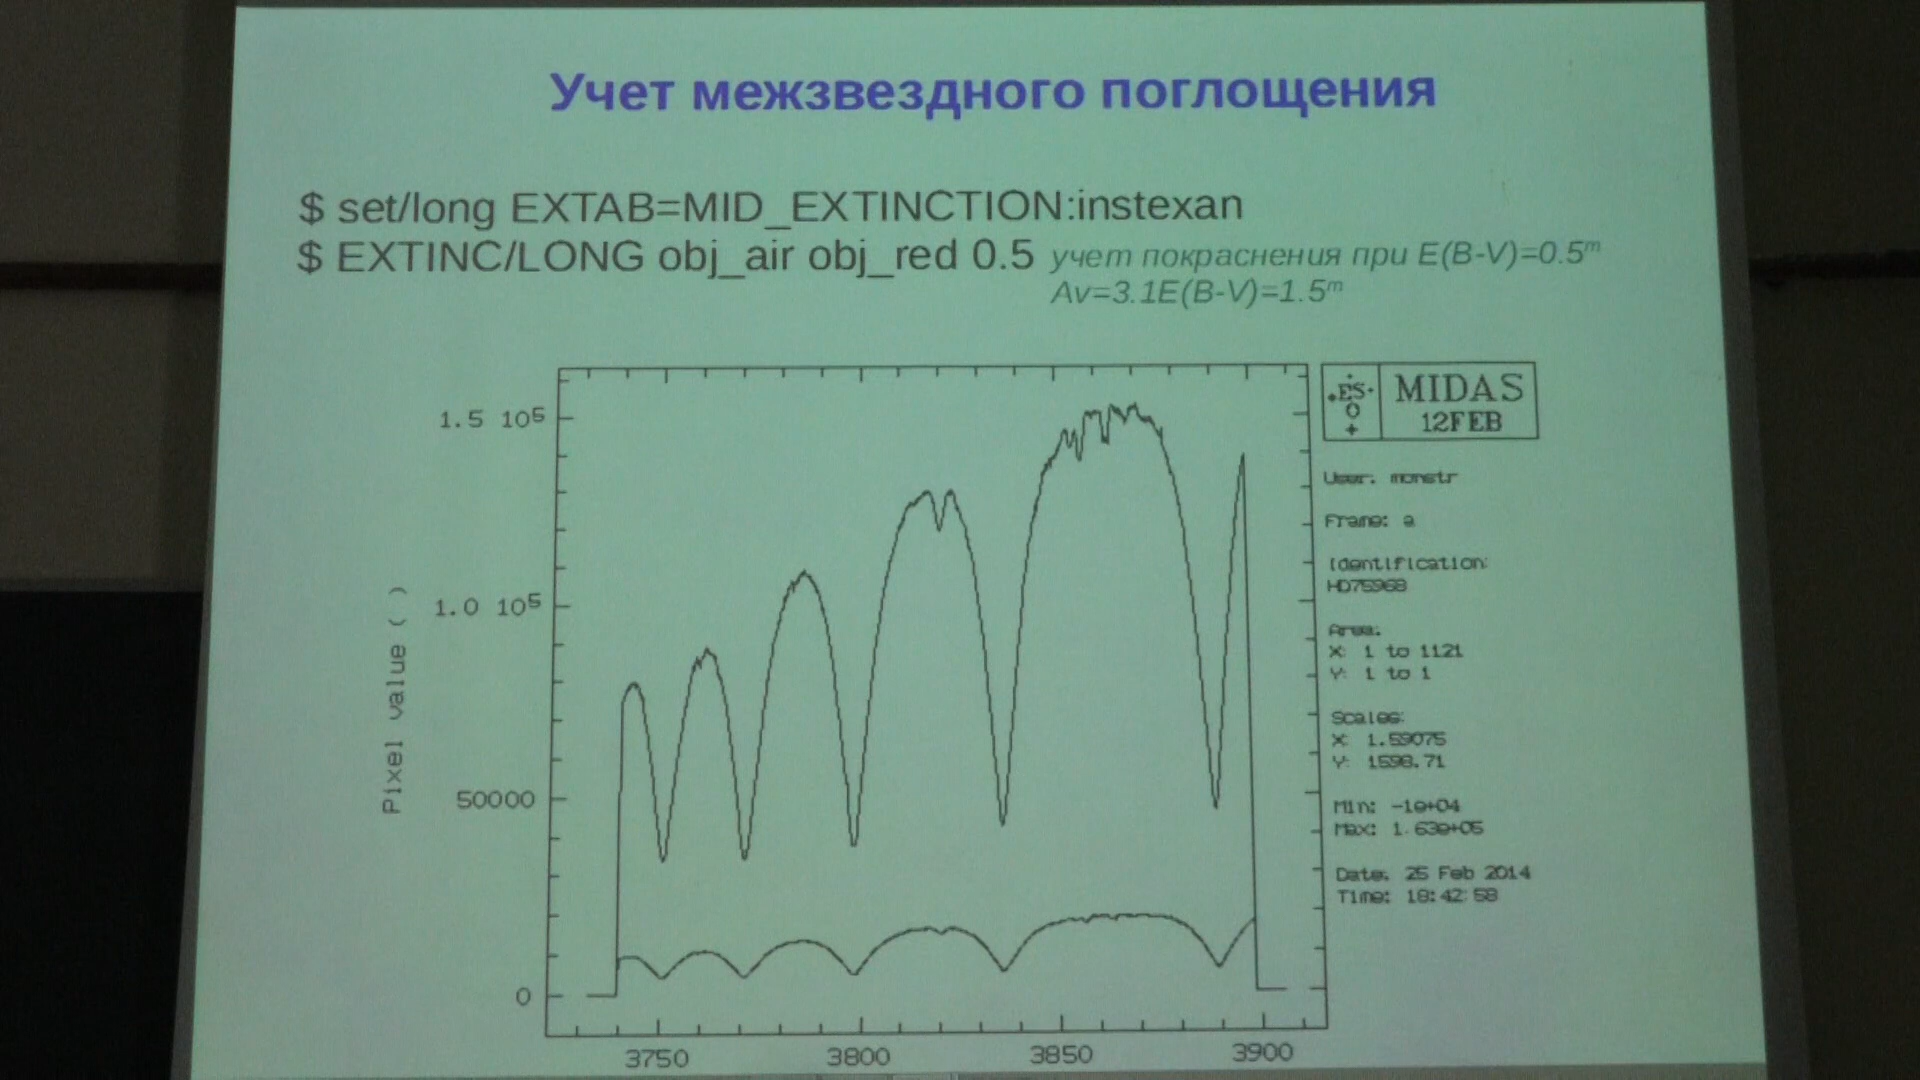 Учет межзвездного поглощения
$ set/long EXTAB=MID_EXTINCTION:instexan
$ EXTINC/LONG obj_air obj_red 0.5 учет покраснения при E(B-V)=0.5ᵐ
Av=3.1E(B-V)=1.5ᵐ
1.5 10⁵
1.0 10⁵
50000
0
Pixel value ( )
3750 3800 3850 3900
ESO
MIDAS
12FEB
User: monstr
Frame: a
Identification:
HD75968
Area:
X: 1 to 1121
Y: 1 to 1
Scales:
X: 1.59075
Y: 1598.71
Min: -1e+04
Max: 1.63e+05
Date: 25 Feb 2014
Time: 18:42:58